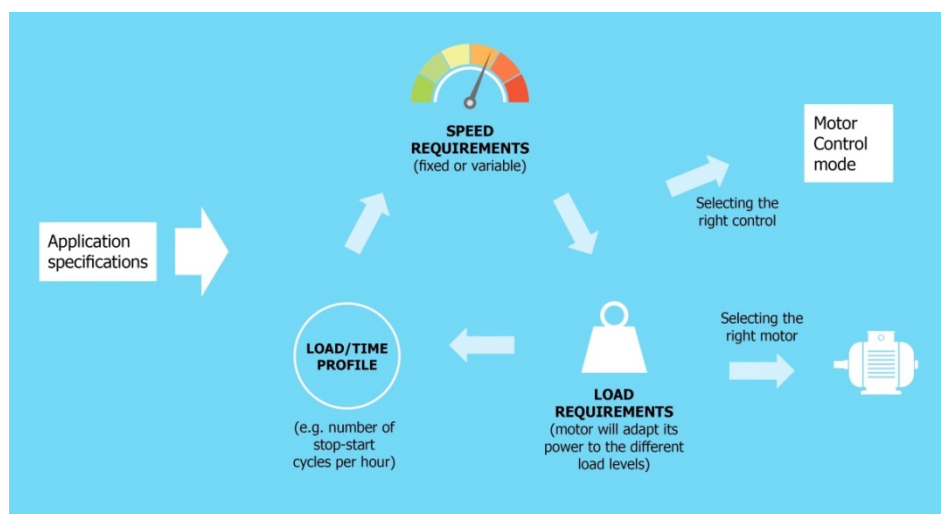 SPEED
REQUIREMENTS
(fixed or variable)
Motor
Control
mode
Selecting the
right control
Application
specifications
Selecting the
right motor
LOAD/TIME
PROFILE
(e.g. number of
stop-start
cycles per hour)
LOAD
REQUIREMENTS
(motor will adapt its
power to the different
load levels)